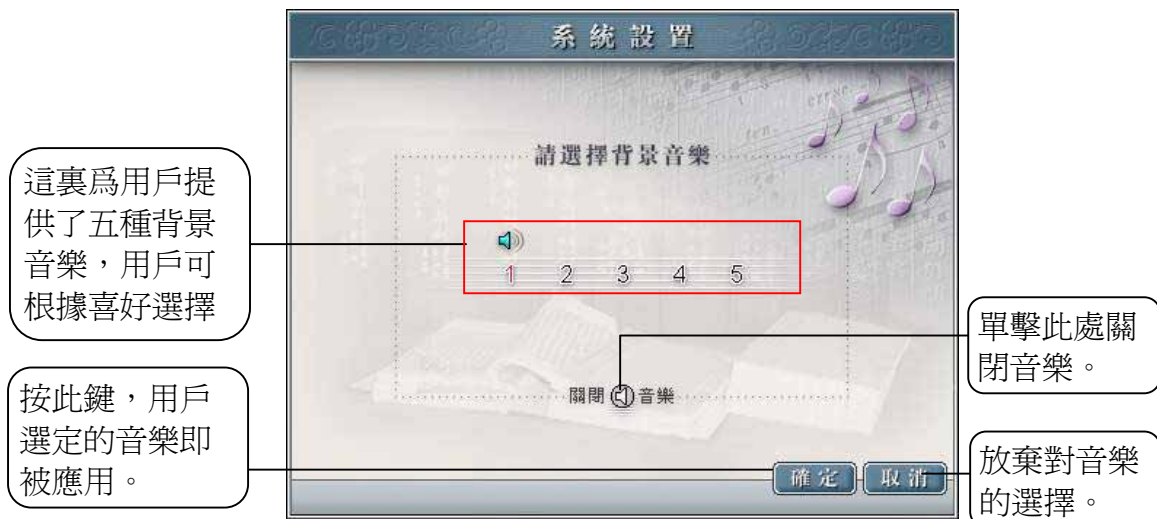 系統設置
請選擇背景音樂
這裏爲用戶提
供了五種背景
音樂,用戶可
根據喜好選擇
1 2 3 4 5
單擊此處關
閉音樂。
關閉 音樂
按此鍵,用戶
選定的音樂即
被應用。
確定 取消
放棄對音樂
的選擇。